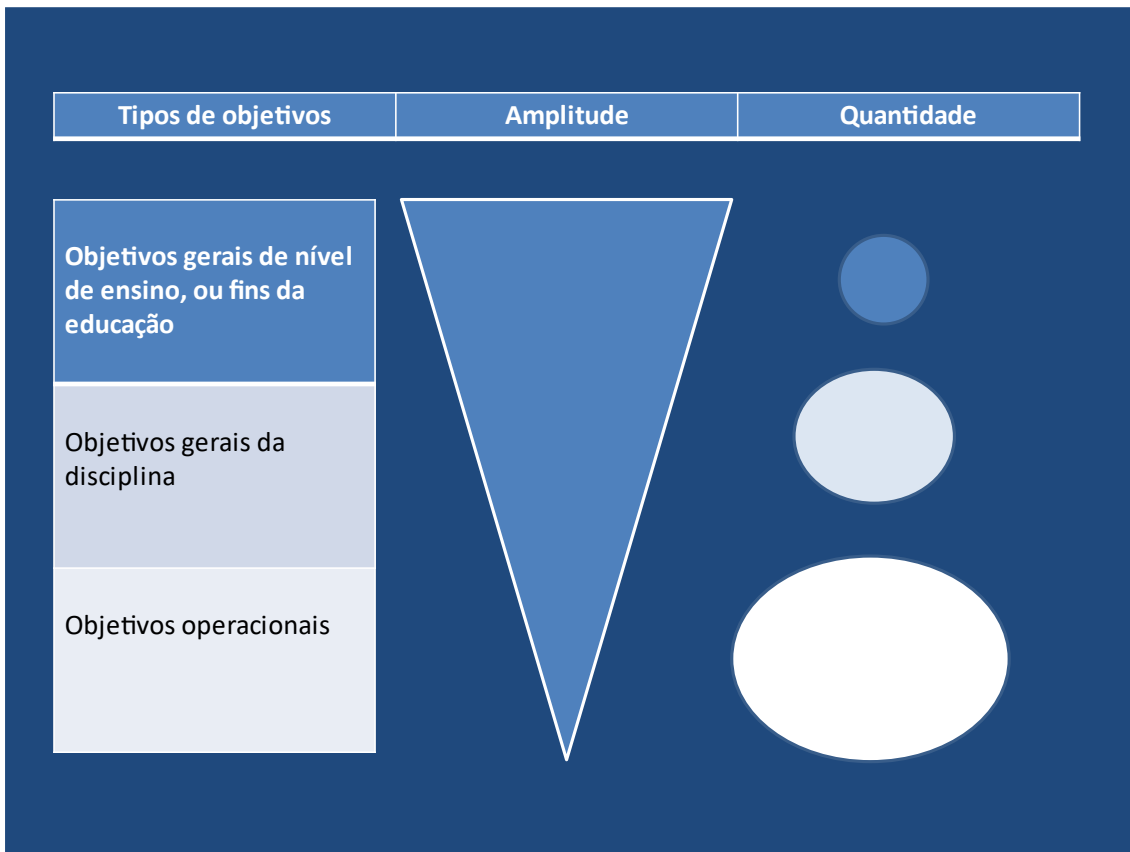 Tipos de objetivos
Amplitude
Quantidade
Objetivos gerais de nível
de ensino, ou fins da
educação
Objetivos gerais da
disciplina
Objetivos operacionais